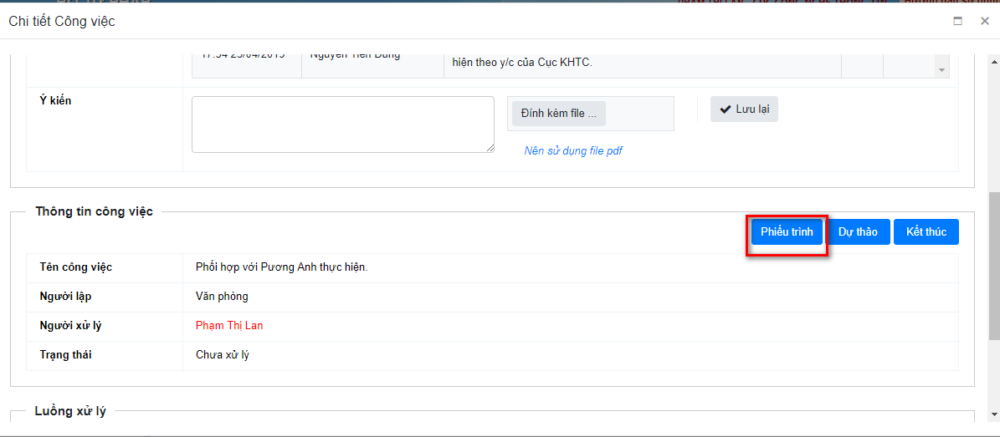 Chi tiết Công việc
17:54 25/04/2019
Nguyễn Tiến Dũng
hiện theo y/c của Cục KHTC.
Ý kiến
Đính kèm file ...
Lưu lại
Nên sử dụng file pdf
Thông tin công việc
Phiếu trình
Dự thảo
Kết thúc
Tên công việc
Phối hợp với Pương Anh thực hiện.
Người lập
Văn phòng
Người xử lý
Phạm Thị Lan
Trạng thái
Chưa xử lý
Luồng xử lý